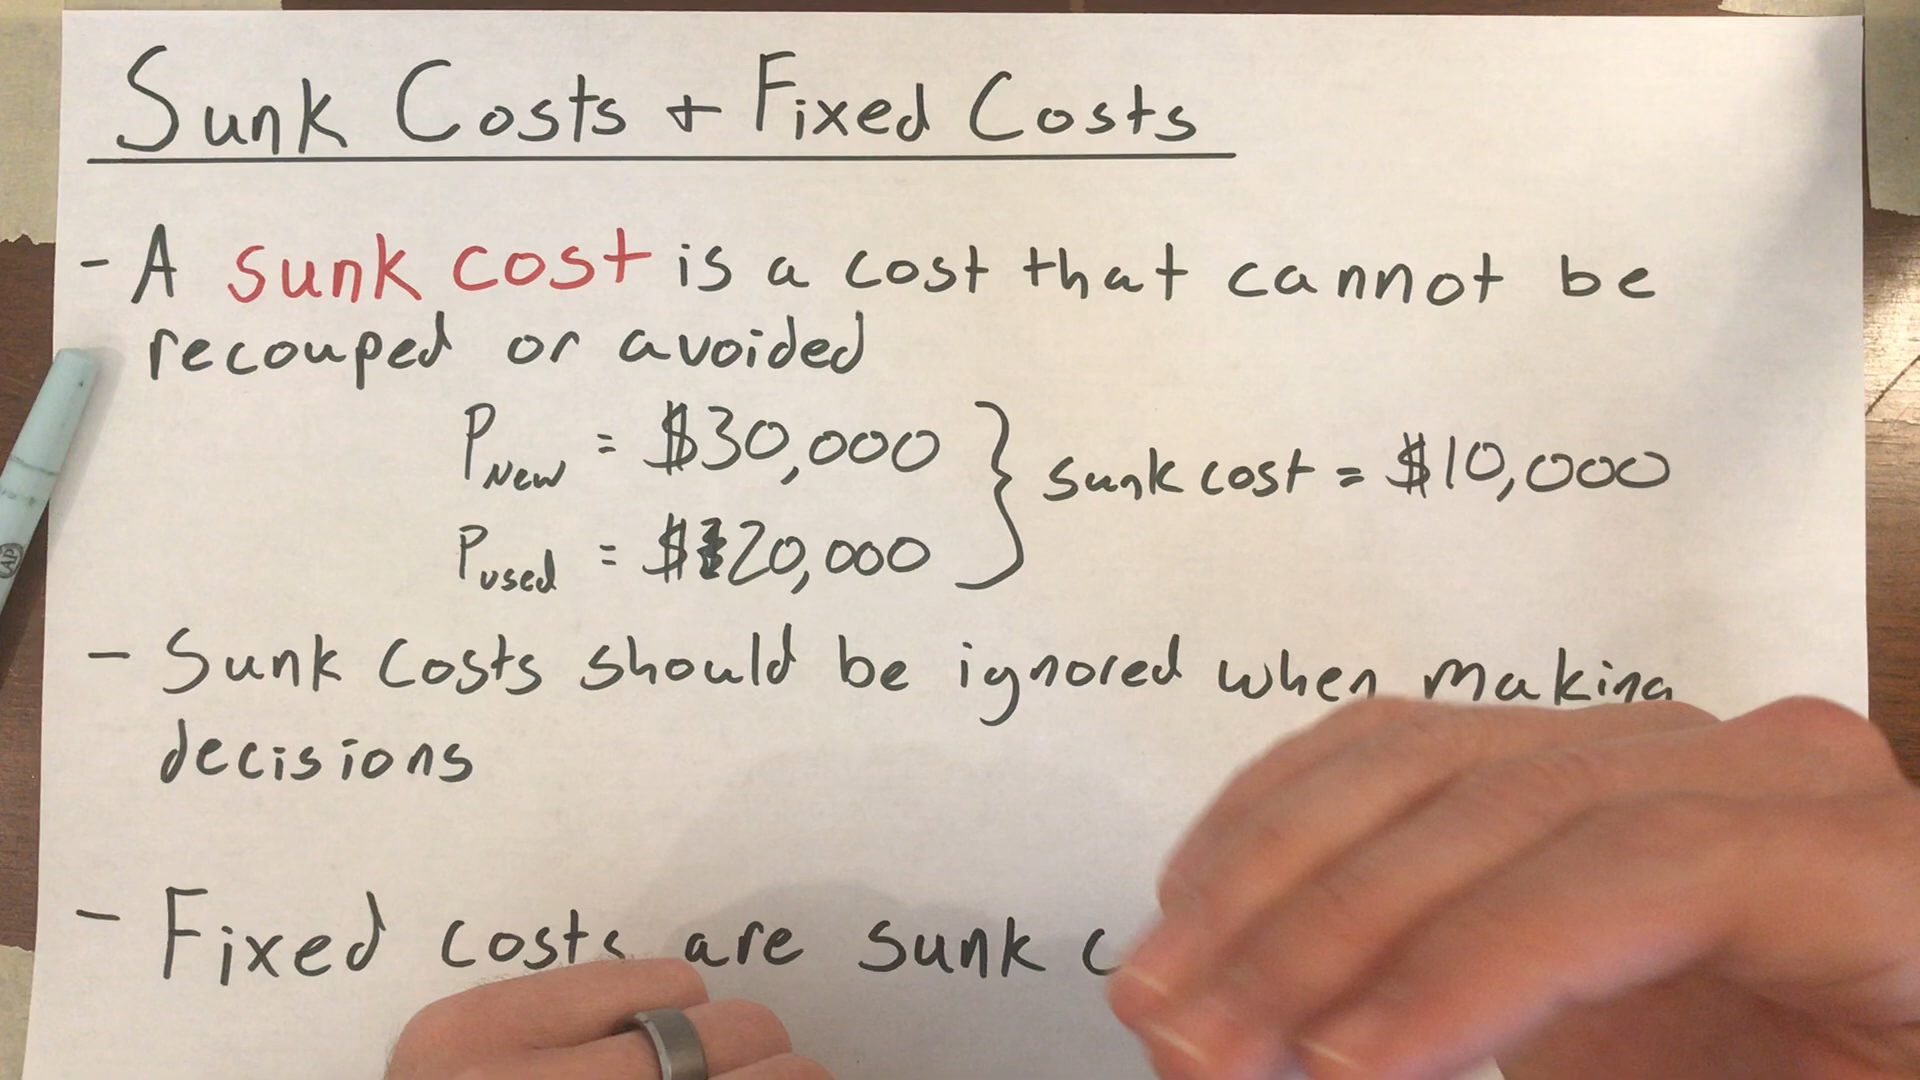 Sunk Costs + Fixed Costs
- A sunk cost is a cost that cannot be
recouped or avoided
PNew = $30,000
sunk cost = $10,000
Pused = $20,000
- Sunk Costs should be ignored when making
decisions
- Fixed costs are sunk
AP